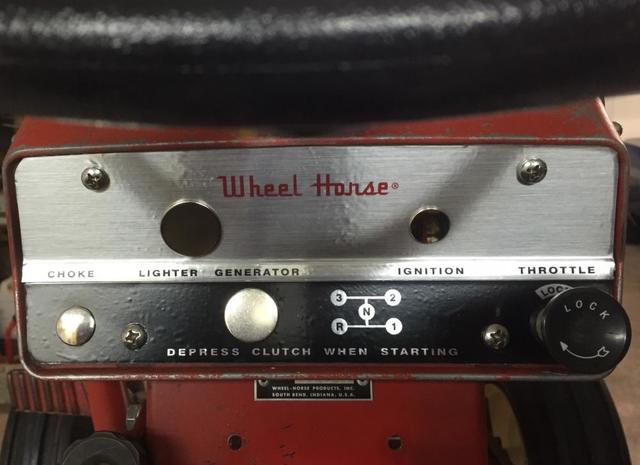 Wheel Horse®
CHOKE LIGHTER GENERATOR IGNITION THROTTLE
3 2
N
R 1
LOCK
DEPRESS CLUTCH WHEN STARTING
WHEEL-HORSE PRODUCTS, INC.
SOUTH BEND, INDIANA, U.S.A.